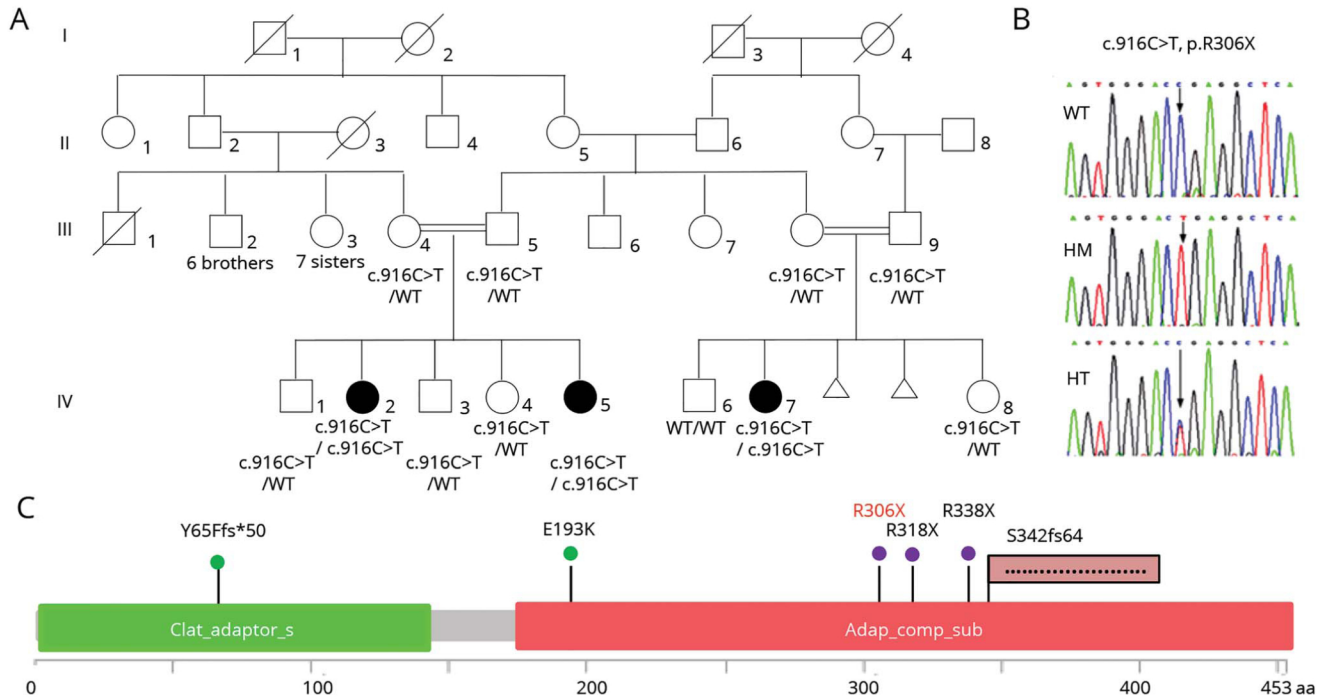 A
B
I
1
2
3
4
c.916C>T, p.R306X
A G T G G G A C C G A G G C T C A
WT
II
1
2
3
4
5
6
7
8
III
1
2
3
4
5
6
7
9
6 brothers
7 sisters
c.916C>T
/WT
c.916C>T
/WT
c.916C>T
/WT
c.916C>T
/WT
HM
HT
IV
1
2
3
4
5
6
7
8
c.916C>T
/WT
c.916C>T
/ c.916C>T
c.916C>T
/WT
c.916C>T
/WT
c.916C>T
/ c.916C>T
WT/WT
c.916C>T
/ c.916C>T
c.916C>T
/WT
C
Y65Ffs*50
E193K
R306X
R318X
R338X
S342fs64
Clat_adaptor_s
Adap_comp_sub
0
100
200
300
400
453 aa